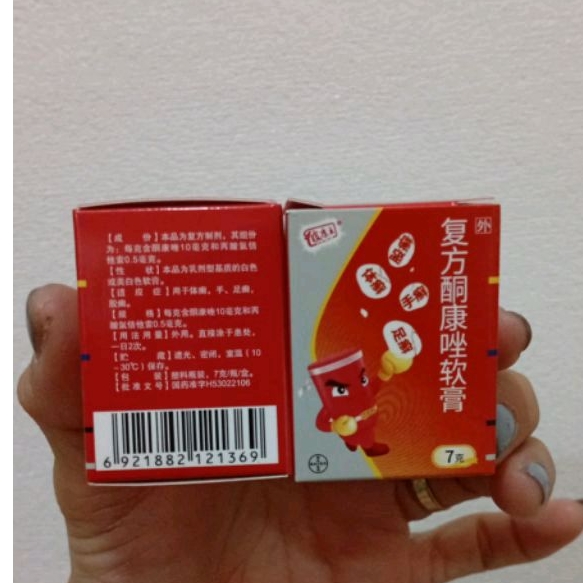 【成 份】本品为复方制剂，其组份
为：每克含酮康唑10毫克和丙酸氯倍
他索0.5毫克。
【性 状】本品为乳剂型基质的白色
或类白色软膏。
【适 应 症】用于体癣，手、足癣，
股癣。
【规 格】每克含酮康唑10毫克和丙
酸氯倍他索0.5毫克。
【用 法 用 量】外用。直接涂于患处，
一日2次。
【贮 藏】遮光、密闭，室温（10
-30℃）保存。
【包 装】塑料瓶装，7克/瓶/盒。
【批 准 文 号】国药准字H53022106
6 921882 121369
体癣
手癣
股癣
足癣
外
复方酮康唑软膏
7克